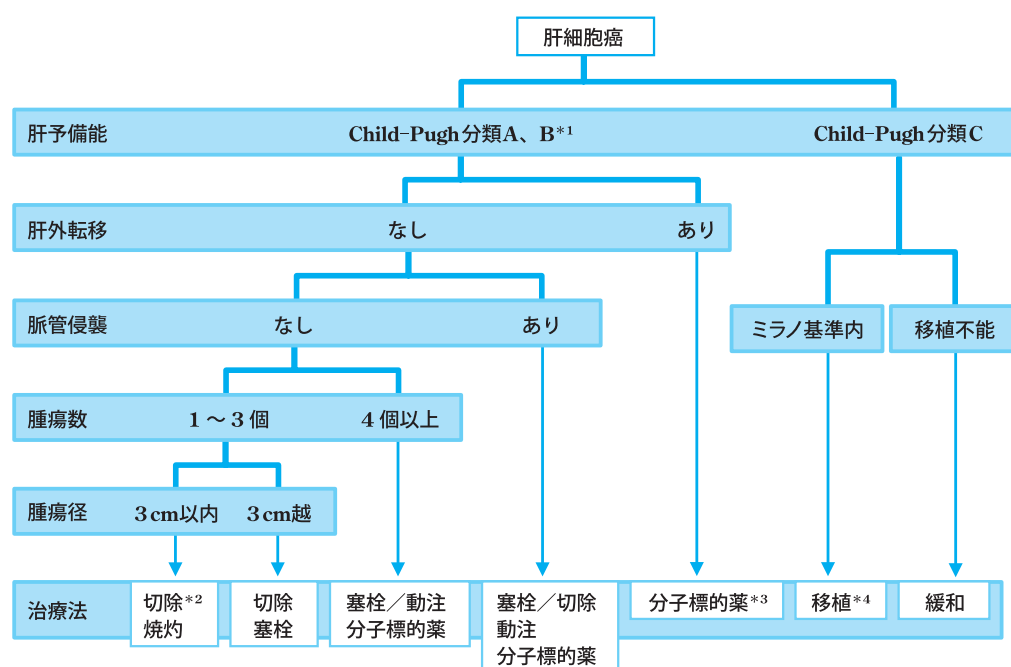 肝細胞癌
肝予備能 Child–Pugh分類A、B*1 Child–Pugh分類C
肝外転移 なし あり
脈管侵襲 なし あり
ミラノ基準内 移植不能
腫瘍数 1〜3個 4個以上
腫瘍径 3cm以内 3cm越
治療法
切除*2
焼灼
切除
塞栓
塞栓／動注
分子標的薬
塞栓／切除
動注
分子標的薬
分子標的薬*3
移植*4
緩和